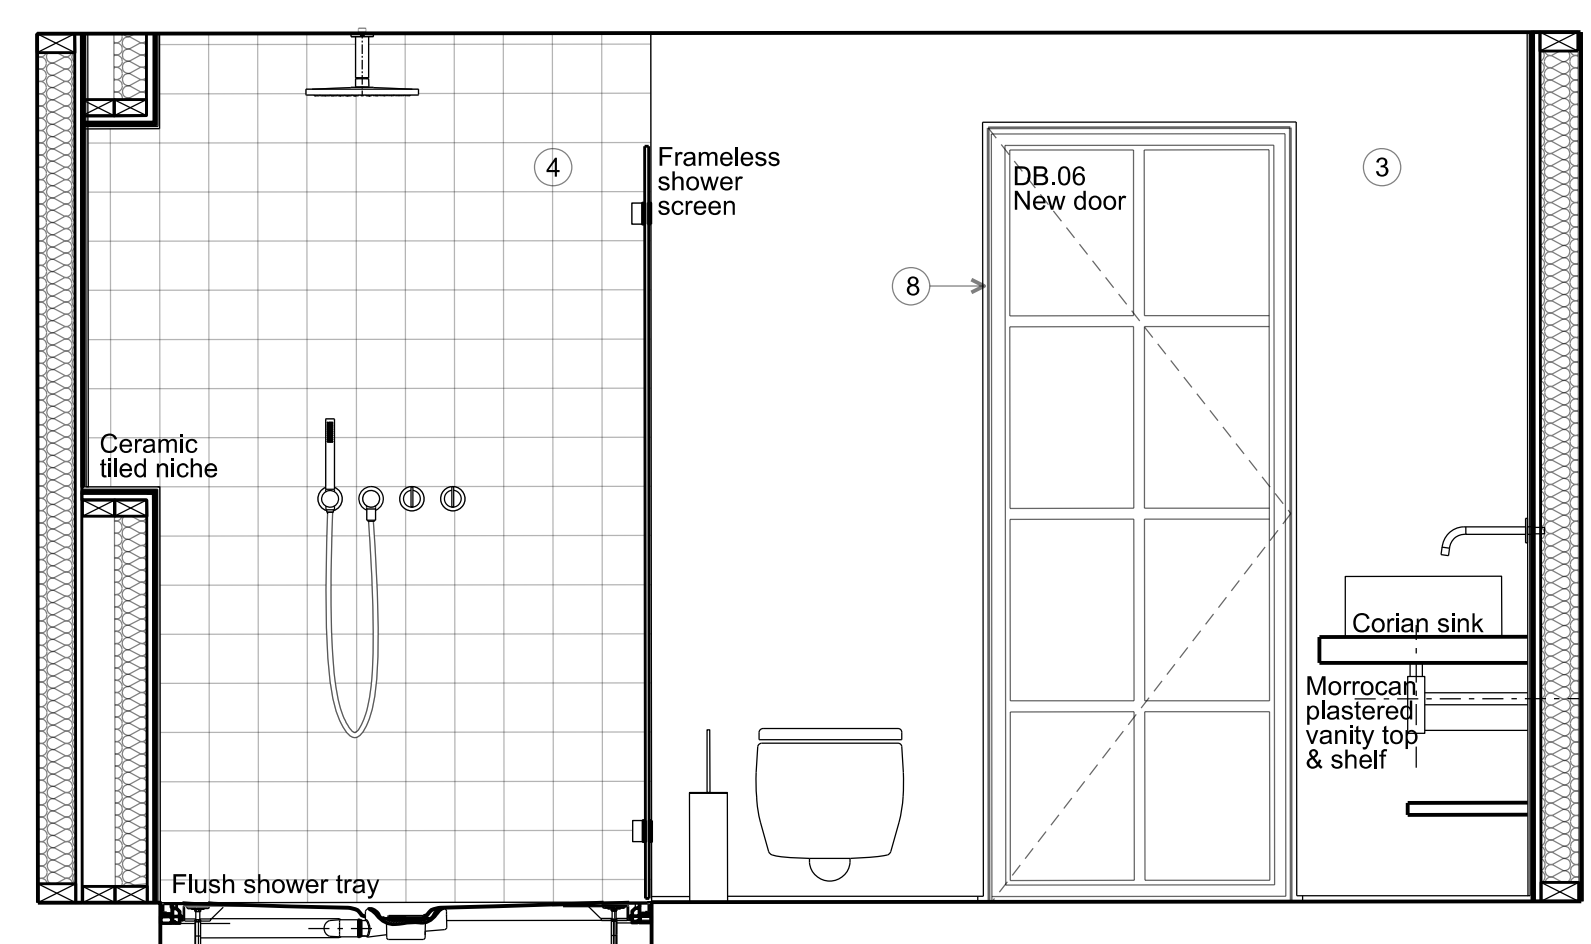 4
Frameless
shower
screen
DB.06
New door
3
8
Ceramic
tiled niche
Corian sink
Morrocan
plastered
vanity top
& shelf
Flush shower tray